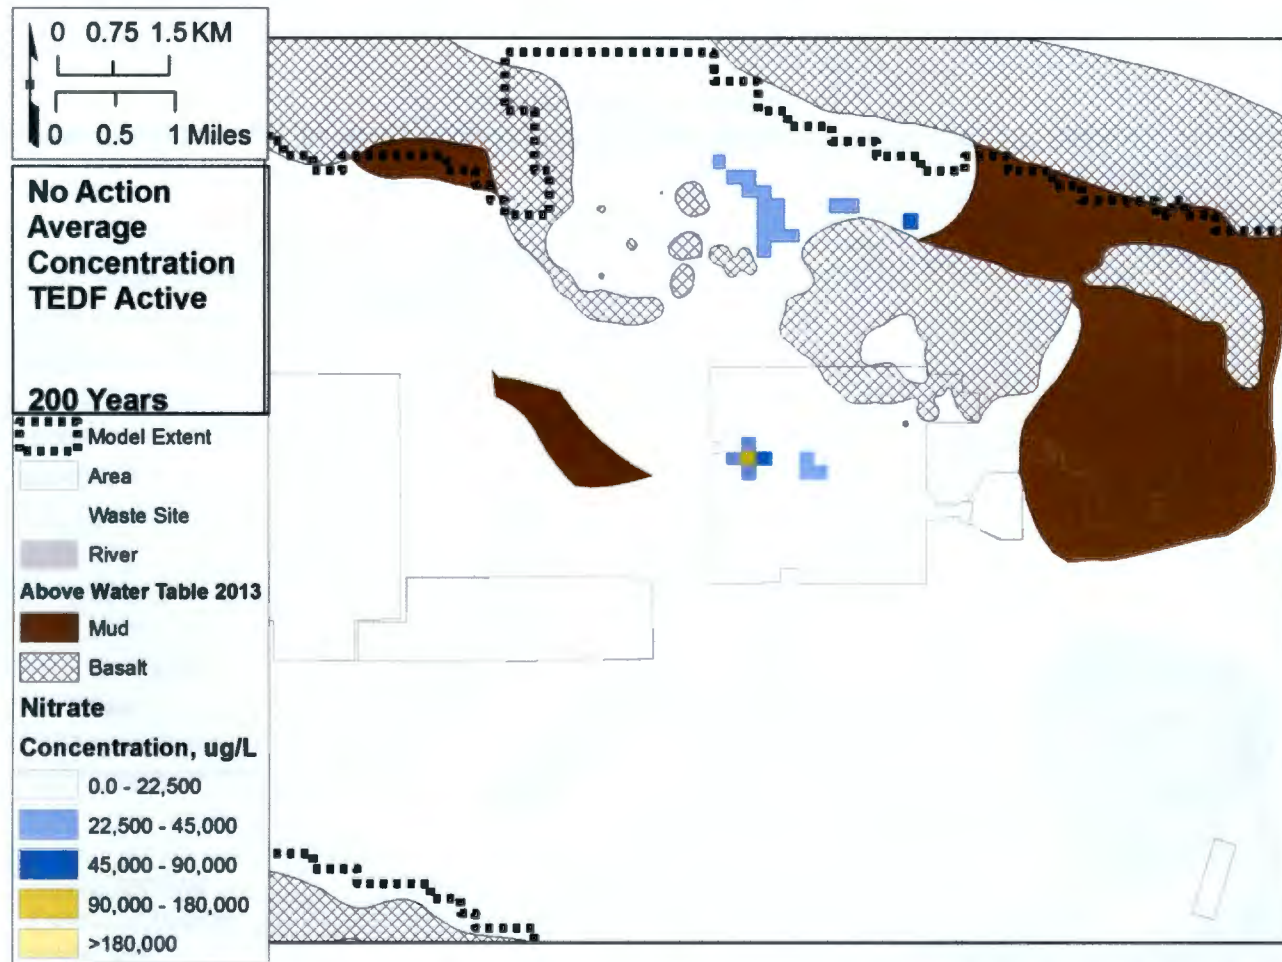 0 0.75 1.5 KM
0 0.5 1 Miles
No Action
Average
Concentration
TEDF Active
200 Years
Model Extent
Area
Waste Site
River
Above Water Table 2013
Mud
Basalt
Nitrate
Concentration, ug/L
0.0 - 22,500
22,500 - 45,000
45,000 - 90,000
90,000 - 180,000
>180,000